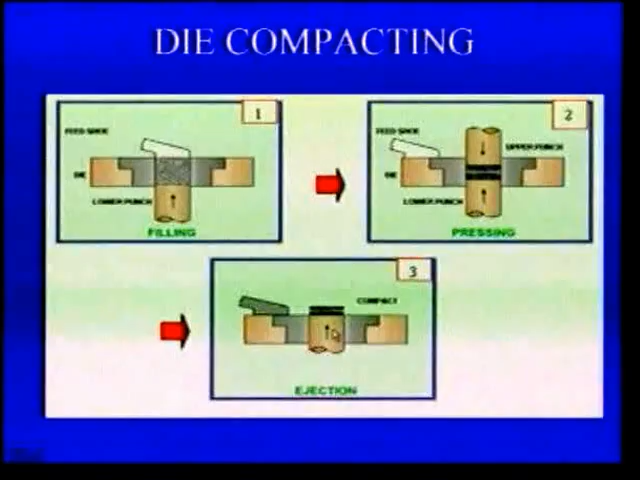 DIE COMPACTING
1
FEED SHOE
DIE
LOWER PUNCH
FILLING
2
FEED SHOE
UPPER PUNCH
DIE
LOWER PUNCH
PRESSING
3
COMPACT
EJECTION